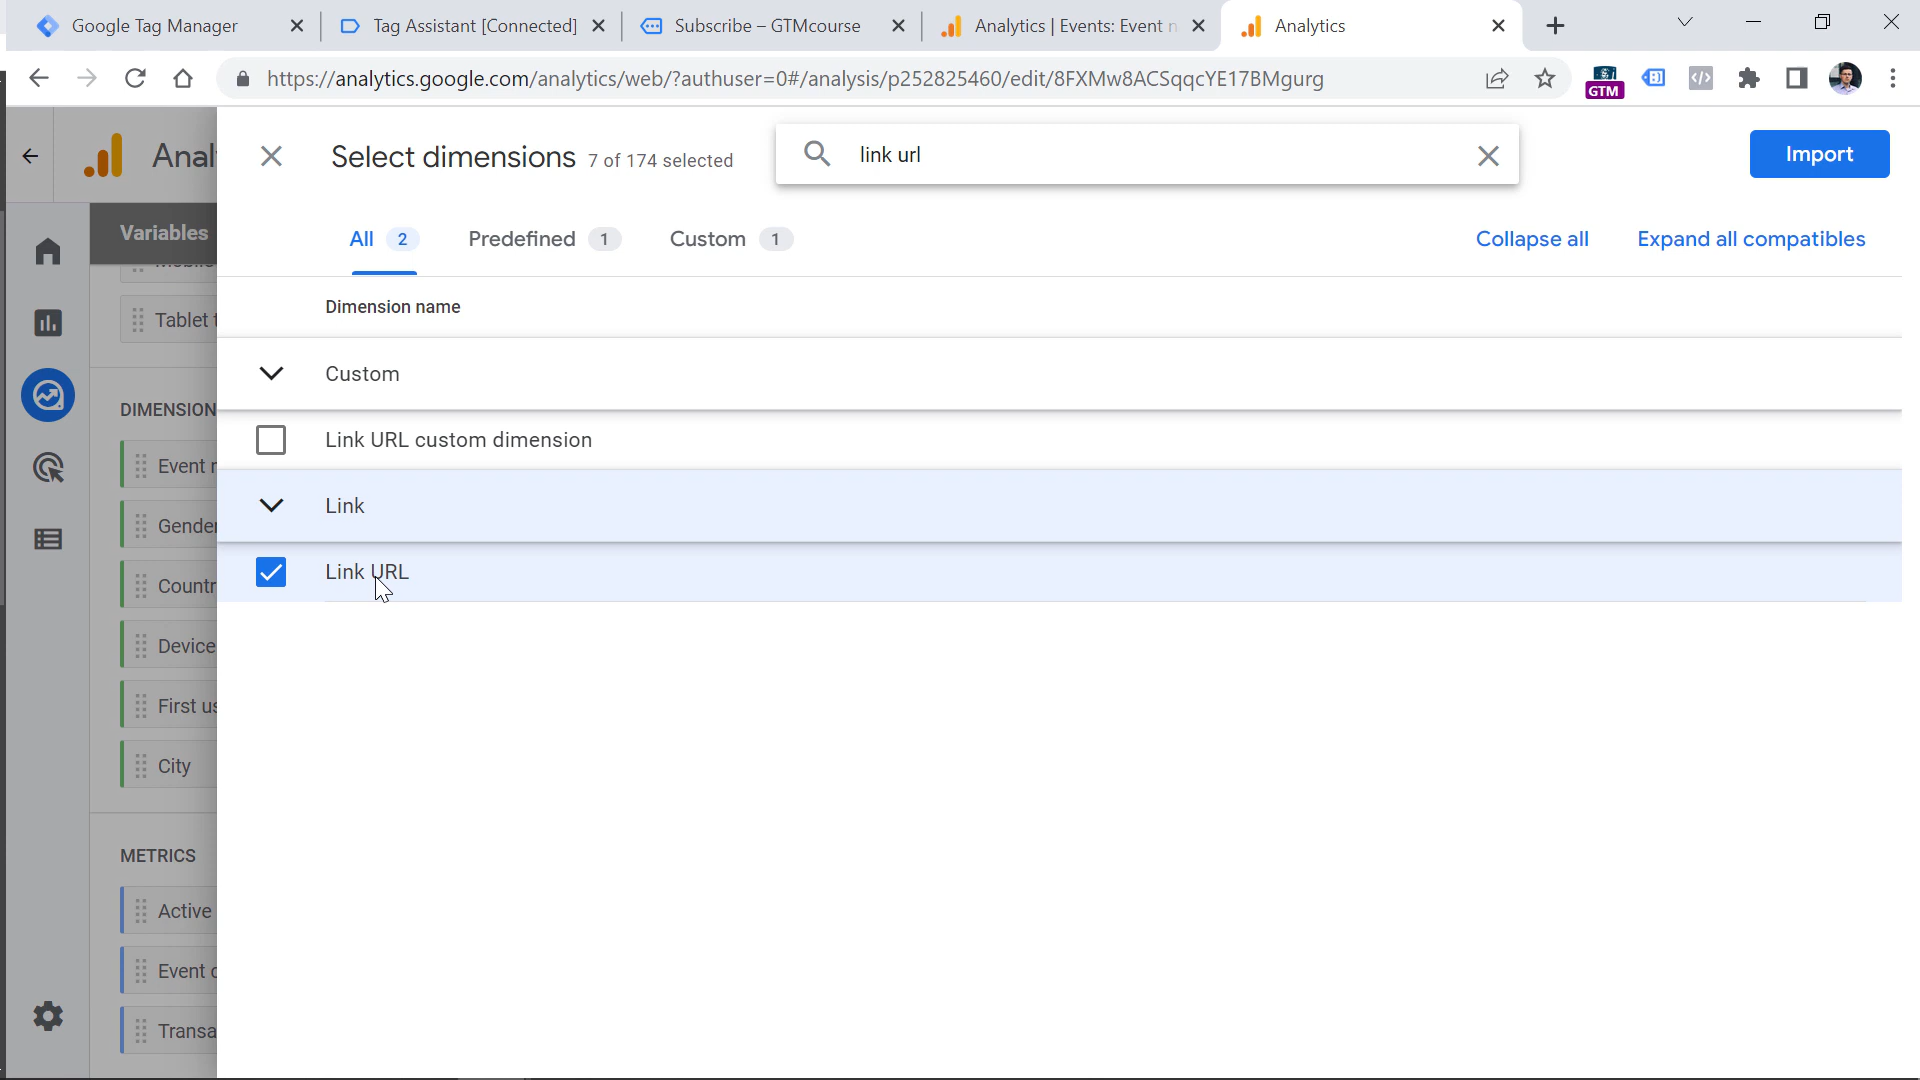 Google Tag Manager
Tag Assistant [Connected]
Subscribe – GTMcourse
Analytics | Events: Event n
Analytics
https://analytics.google.com/analytics/web/?authuser=0#/analysis/p252825460/edit/8FXMw8ACSqqcYE17BMgurg
GTM
Anal
Select dimensions 7 of 174 selected
link url
Import
Variables
All 2
Predefined 1
Custom 1
Collapse all
Expand all compatibles
Dimension name
Tablet t
Custom
DIMENSION
Link URL custom dimension
Event n
Link
Gender
Link URL
Countr
Device
First us
City
METRICS
Active
Event c
Transa